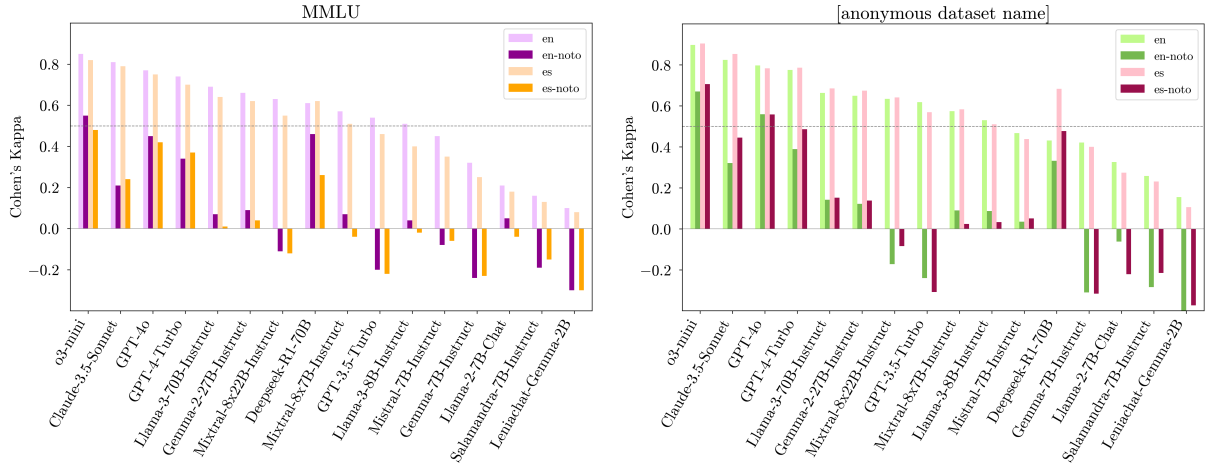 MMLU
Cohen's Kappa
0.8
0.6
0.4
0.2
0.0
−0.2
en
en-noto
es
es-noto
o3-mini
Claude-3.5-Sonnet
GPT-4o
GPT-4-Turbo
Llama-3-70B-Instruct
Gemma-2-27B-Instruct
Mixtral-8x22B-Instruct
Deepseek-R1-70B
Mixtral-8x7B-Instruct
GPT-3.5-Turbo
Llama-3-8B-Instruct
Mistral-7B-Instruct
Gemma-7B-Instruct
Llama-2-7B-Chat
Salamandra-7B-Instruct
Leniachat-Gemma-2B
[anonymous dataset name]
Cohen's Kappa
0.8
0.6
0.4
0.2
0.0
−0.2
en
en-noto
es
es-noto
o3-mini
Claude-3.5-Sonnet
GPT-4o
GPT-4-Turbo
Llama-3-70B-Instruct
Gemma-2-27B-Instruct
Mixtral-8x22B-Instruct
GPT-3.5-Turbo
Mixtral-8x7B-Instruct
Llama-3-8B-Instruct
Mistral-7B-Instruct
Deepseek-R1-70B
Gemma-7B-Instruct
Llama-2-7B-Chat
Salamandra-7B-Instruct
Leniachat-Gemma-2B